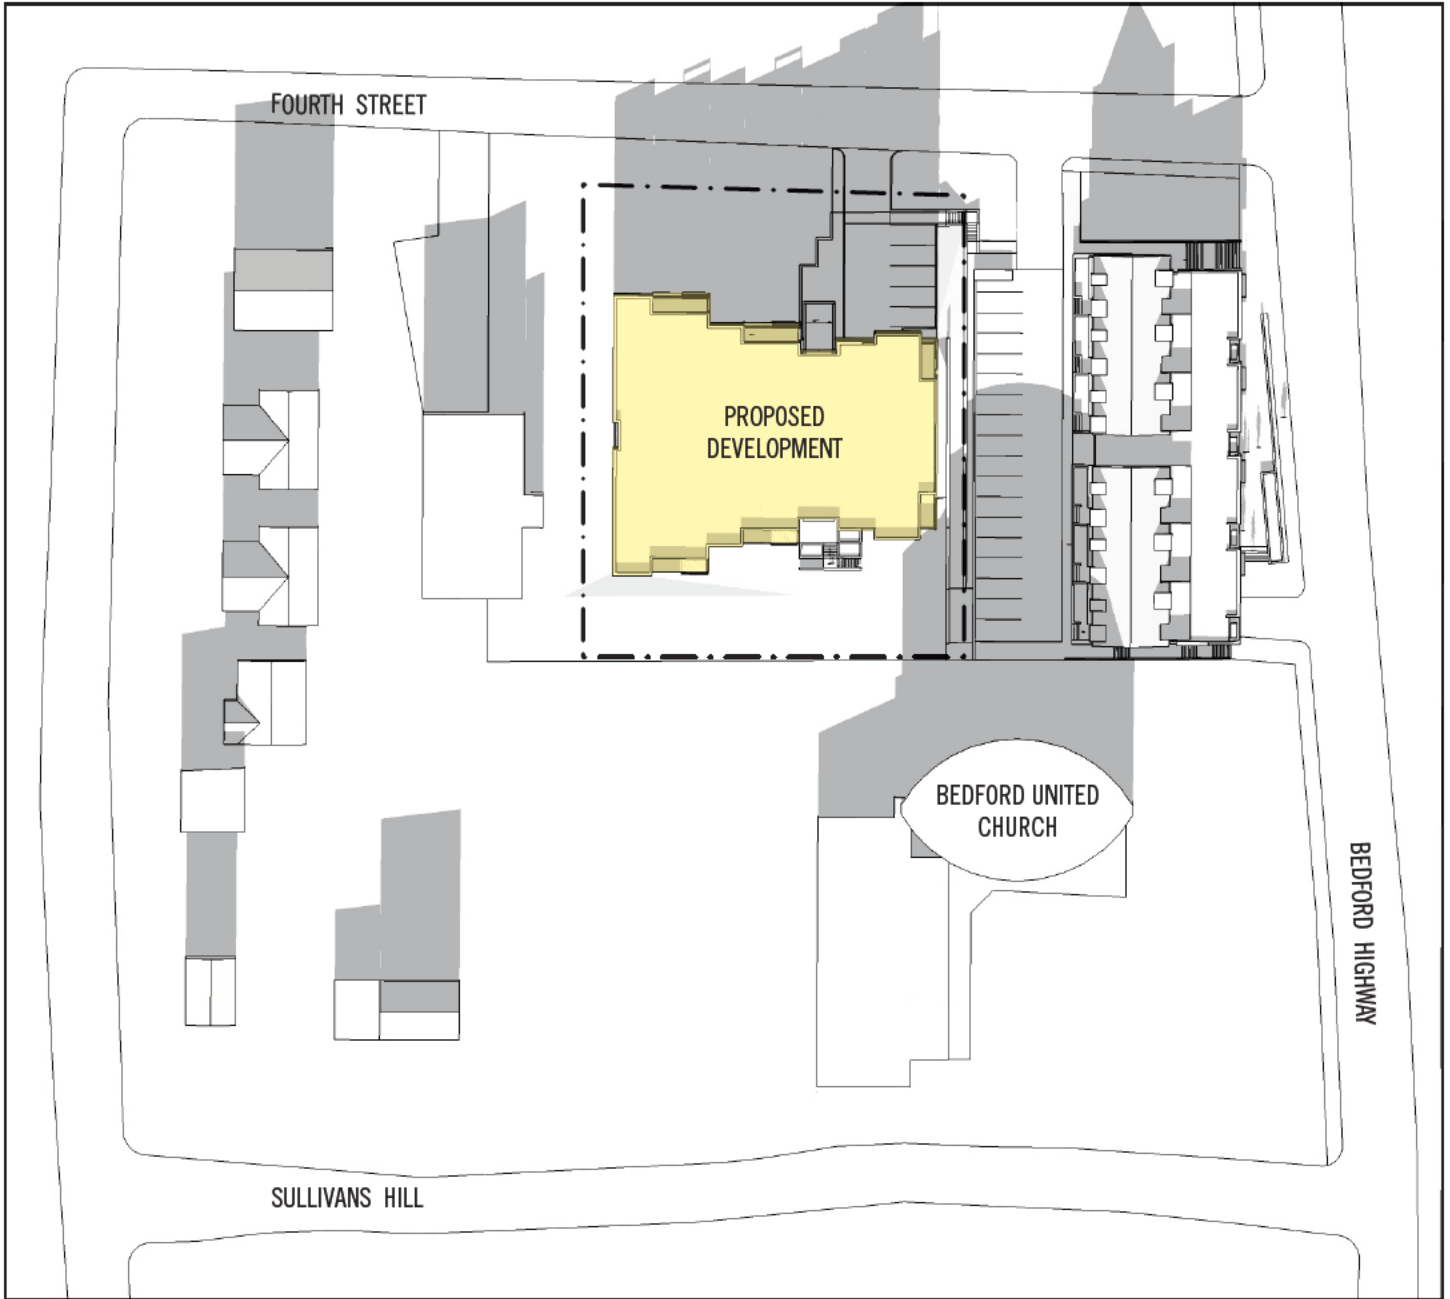 FOURTH STREET
PROPOSED
DEVELOPMENT
BEDFORD UNITED
CHURCH
BEDFORD HIGHWAY
SULLIVANS HILL